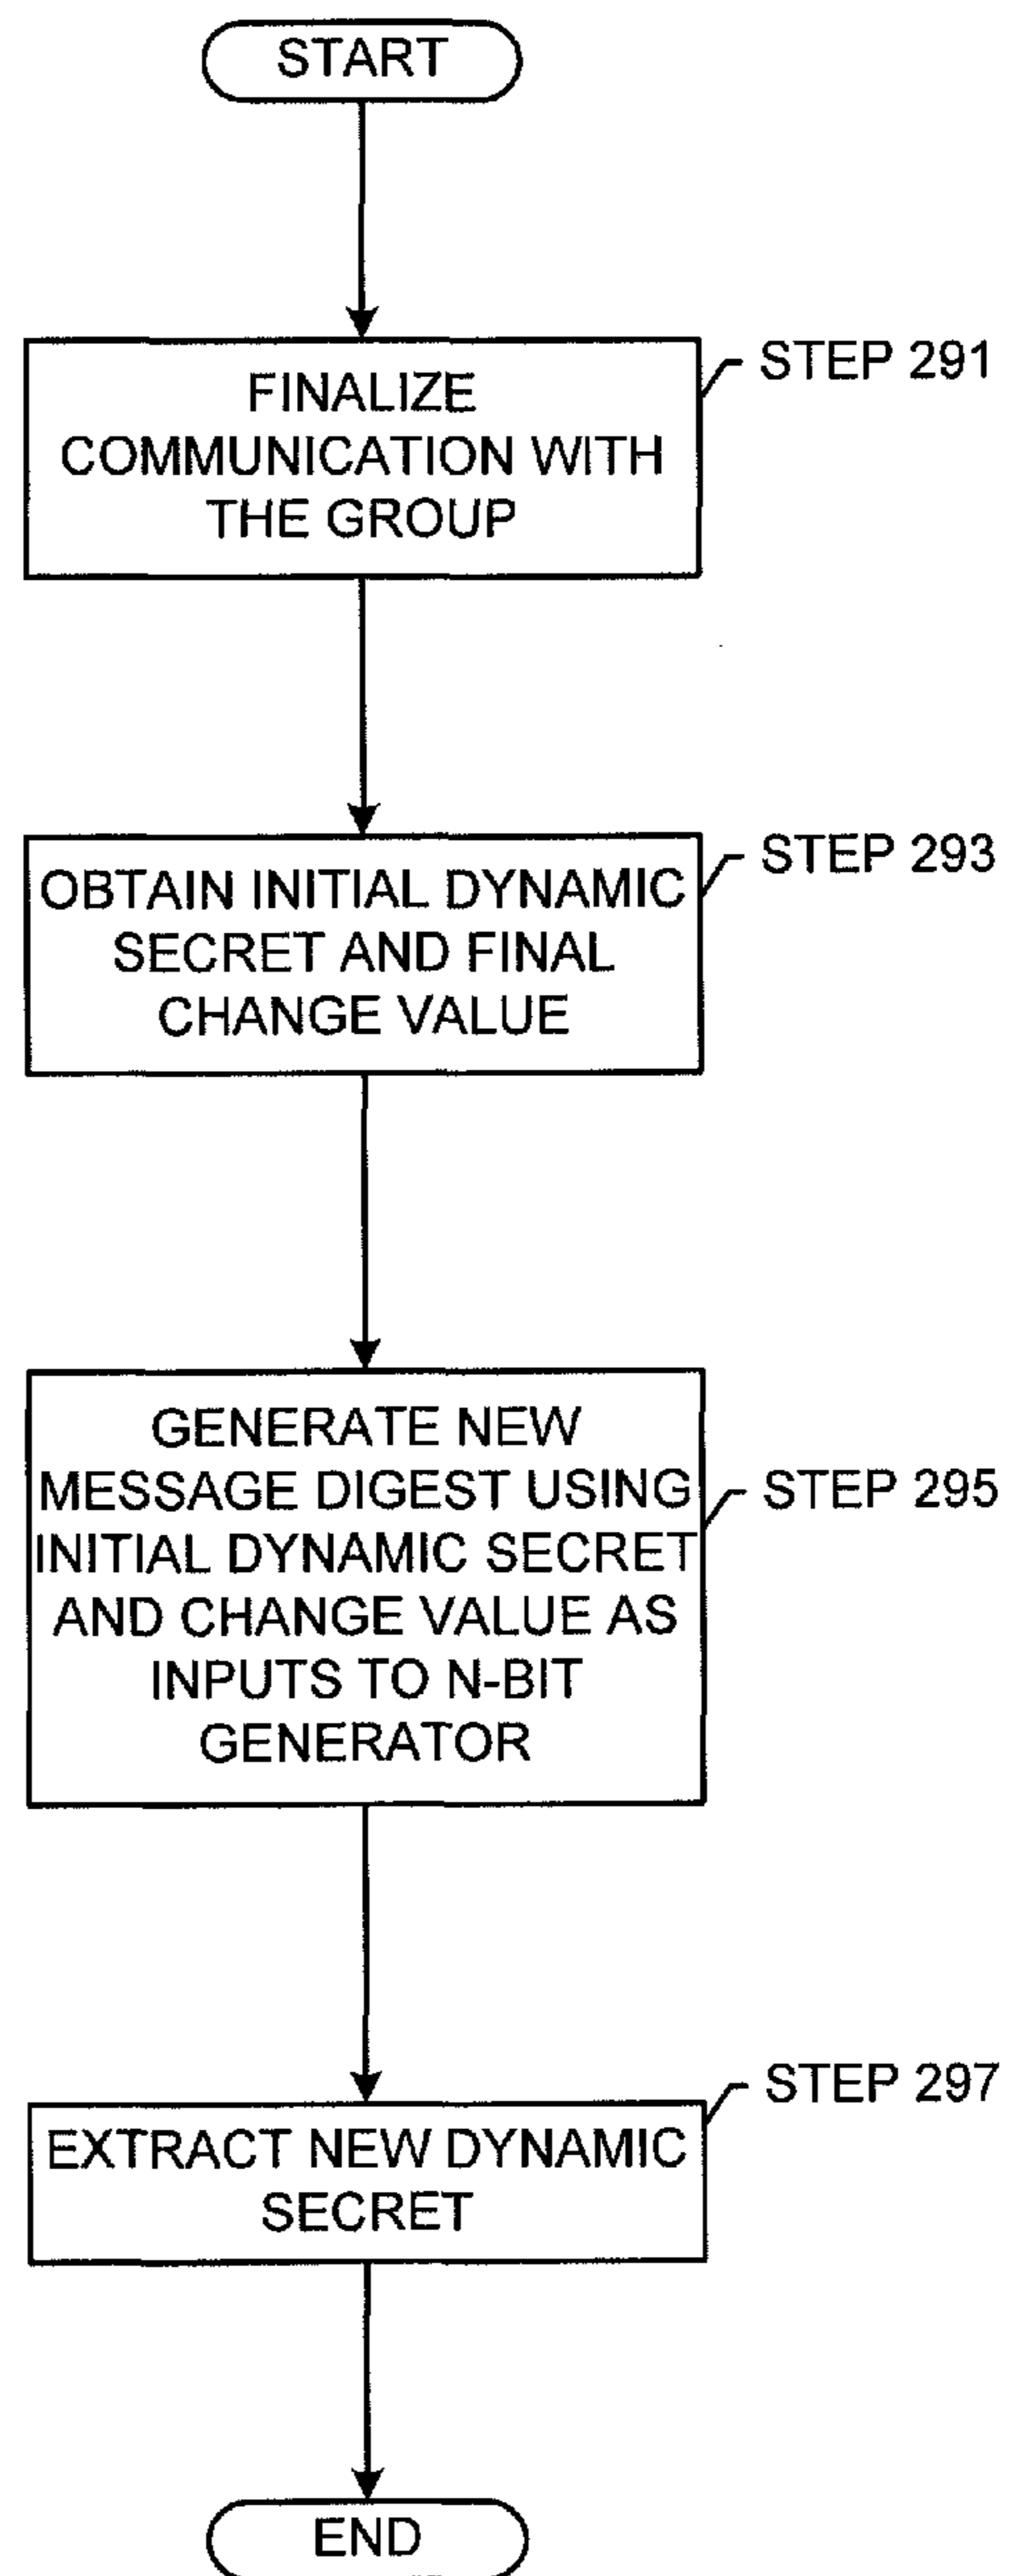 START
STEP 291
FINALIZE
COMMUNICATION WITH
THE GROUP
STEP 293
OBTAIN INITIAL DYNAMIC
SECRET AND FINAL
CHANGE VALUE
GENERATE NEW
MESSAGE DIGEST USING
STEP 295
INITIAL DYNAMIC SECRET
AND CHANGE VALUE AS
INPUTS TO N-BIT
GENERATOR
STEP 297
EXTRACT NEW DYNAMIC
SECRET
END